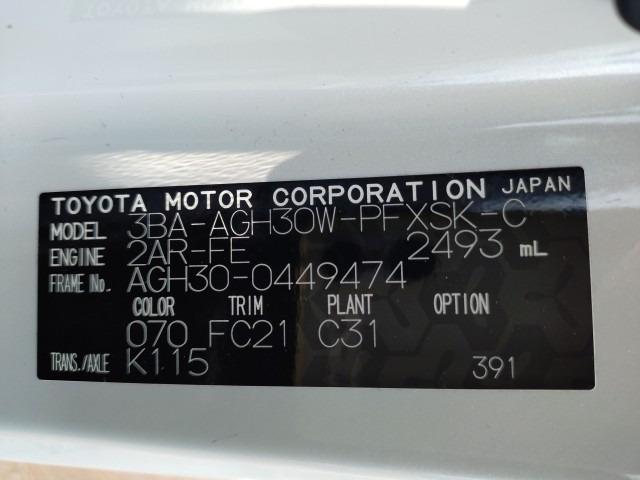 TOYOTA MOTOR CORPORATION JAPAN
MODEL 3BA-AGH30W-PFXSK-C
ENGINE 2AR-FE 2493 mL
FRAME No. AGH30-0449474
COLOR TRIM PLANT OPTION
070 FC21 C31
TRANS./AXLE K115 391